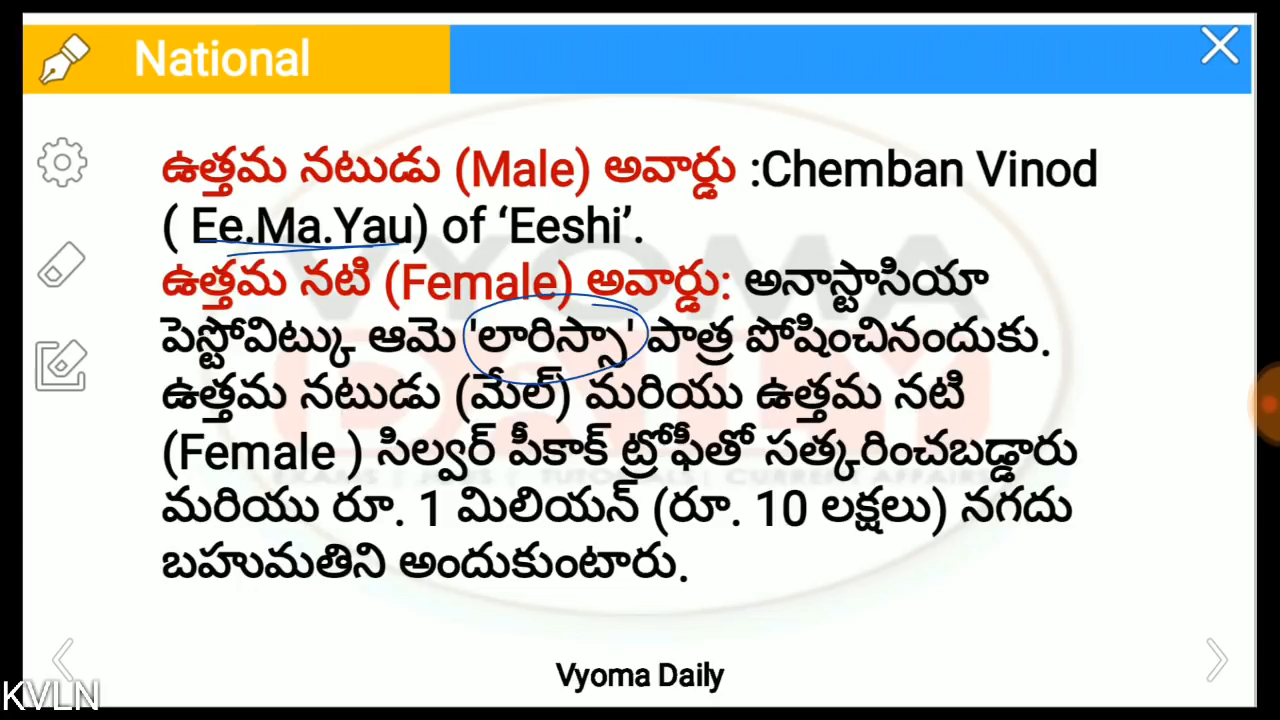 National
ఉత్తమ నటుడు (Male) అవార్డు :Chemban Vinod
( Ee.Ma.Yau) of ‘Eeshi’.
ఉత్తమ నటి (Female) అవార్డు: అనాస్టాసియా
పెస్టోవిట్కు ఆమె 'లారిస్సా' పాత్ర పోషించినందుకు.
ఉత్తమ నటుడు (మేల్) మరియు ఉత్తమ నటి
(Female ) సిల్వర్ పీకాక్ ట్రోఫీతో సత్కరించబడ్డారు
మరియు రూ. 1 మిలియన్ (రూ. 10 లక్షలు) నగదు
బహుమతిని అందుకుంటారు.
Vyoma Daily
KVLN